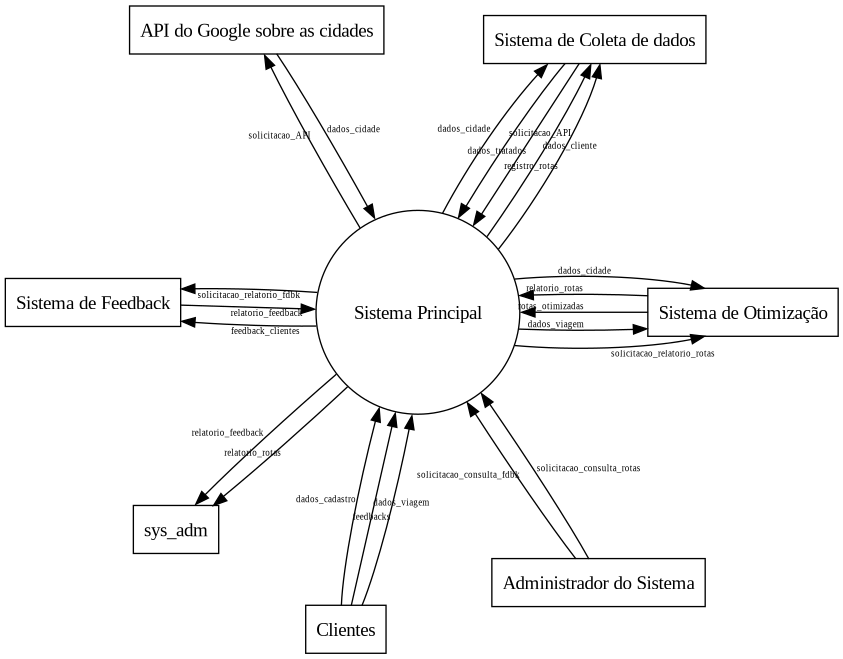 API do Google sobre as cidades
Sistema de Coleta de dados
dados_cidade
solicitacao_API
dados_cidade
solicitacao_API
dados_tratados
dados_cliente
registro_rotas
dados_cidade
solicitacao_relatorio_fdbk
relatorio_rotas
Sistema de Feedback
relatorio_feedback
Sistema Principal
rotas_otimizadas
Sistema de Otimização
feedback_clientes
dados_viagem
solicitacao_relatorio_rotas
relatorio_feedback
relatorio_rotas
solicitacao_consulta_fdbk
solicitacao_consulta_rotas
dados_cadastro
dados_viagem
feedbacks
sys_adm
Administrador do Sistema
Clientes